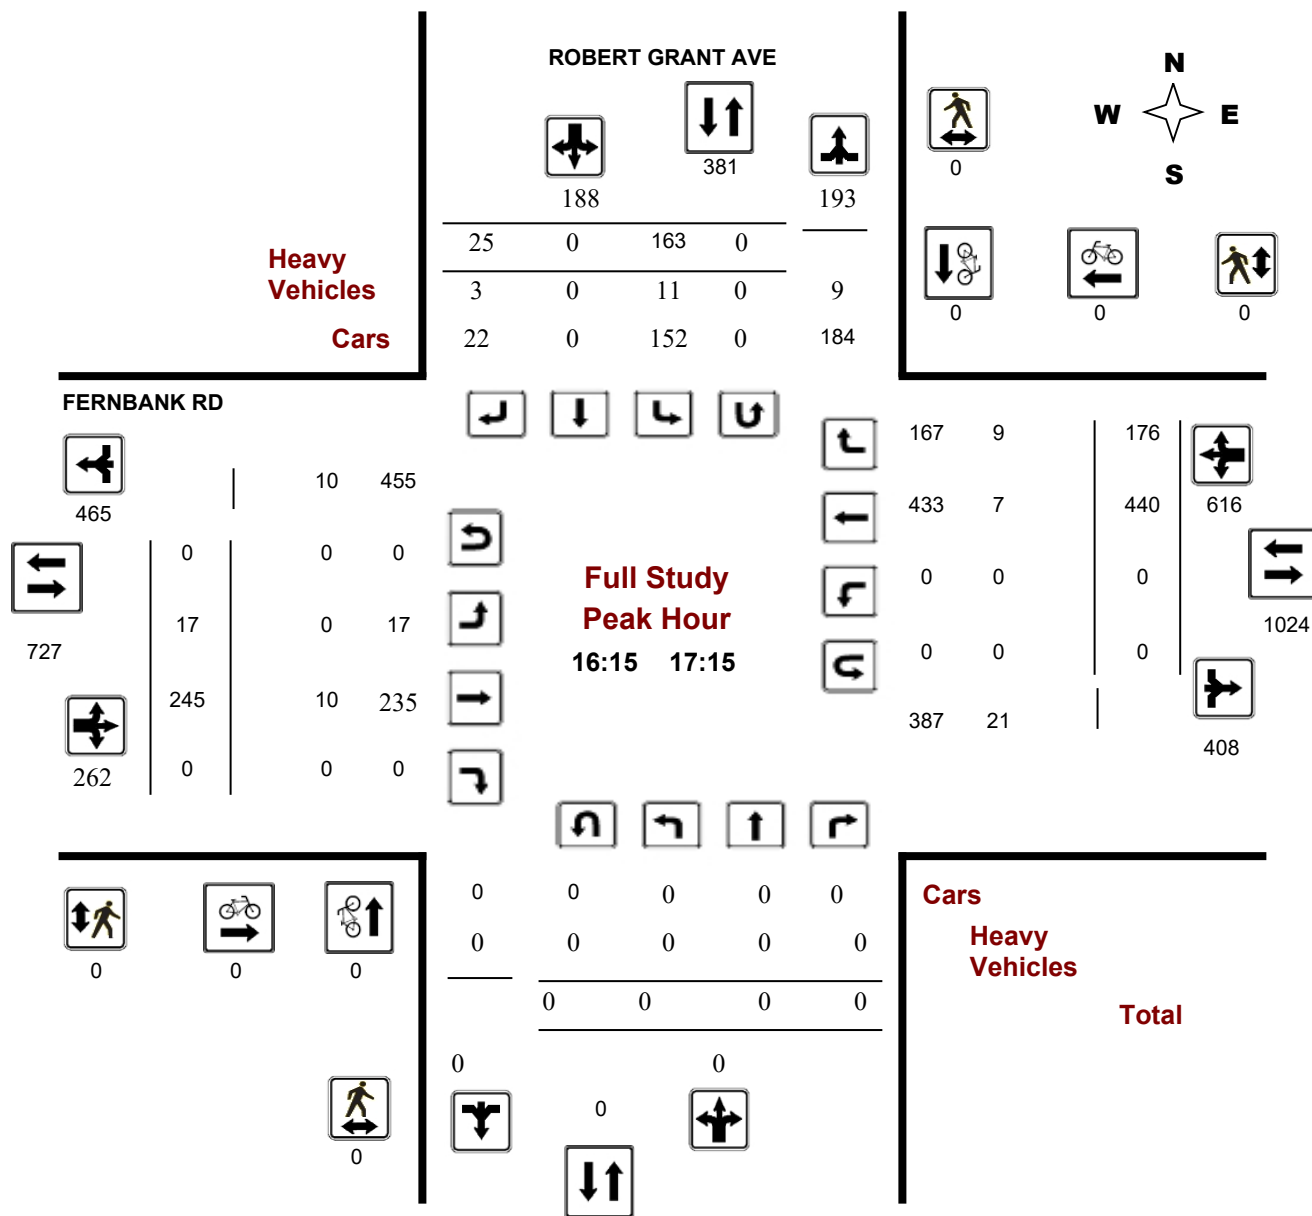 ROBERT GRANT AVE
N
W E
S
381
0
188 193
25 0 163 0
Heavy
Vehicles
3 0 11 0 9
Cars
22 0 152 0 184
0 0 0
FERNBANK RD
167 9 176
10 455
465
433 7 440 616
0 0 0
Full Study
0 0 0
Peak Hour
17 0 17
1024
727
16:15 17:15
0 0 0
245 10 235
387 21
408
262
0 0 0
0 0 0 0 0
Cars
0 0 0 0 0
Heavy
Vehicles
0 0 0
0 0 0 0
Total
0 0
0
0